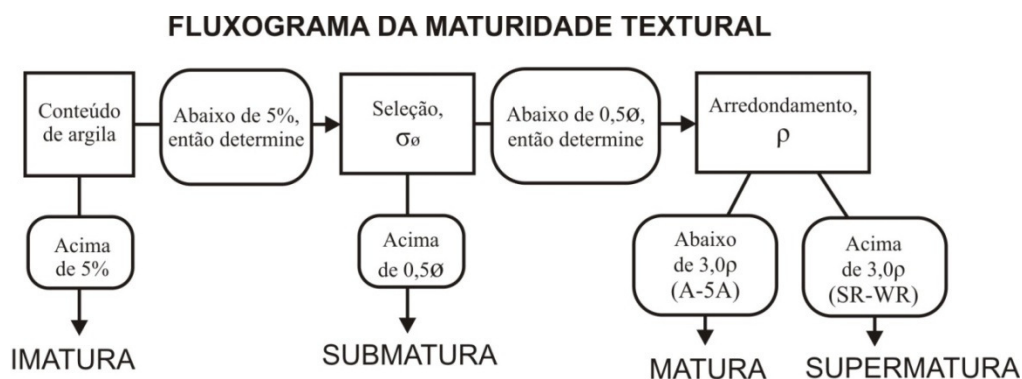 FLUXOGRAMA DA MATURIDADE TEXTURAL
Conteúdo
de argila
Abaixo de 5%,
então determine
Seleção,
σø
Abaixo de 0,5Ø,
então determine
Arredondamento,
ρ
Acima
de 5%
Acima
de 0,5Ø
Abaixo
de 3,0ρ
(A-5A)
Acima de
de 3,0ρ
(SR-WR)
IMATURA
SUBMATURA
MATURA
SUPERMATURA